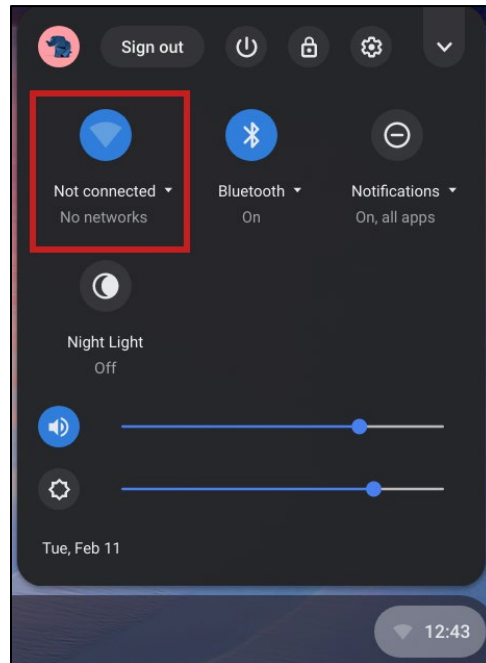 Sign out
Not connected
No networks
Bluetooth
On
Notifications
On, all apps
Night Light
Off
Tue, Feb 11
12:43